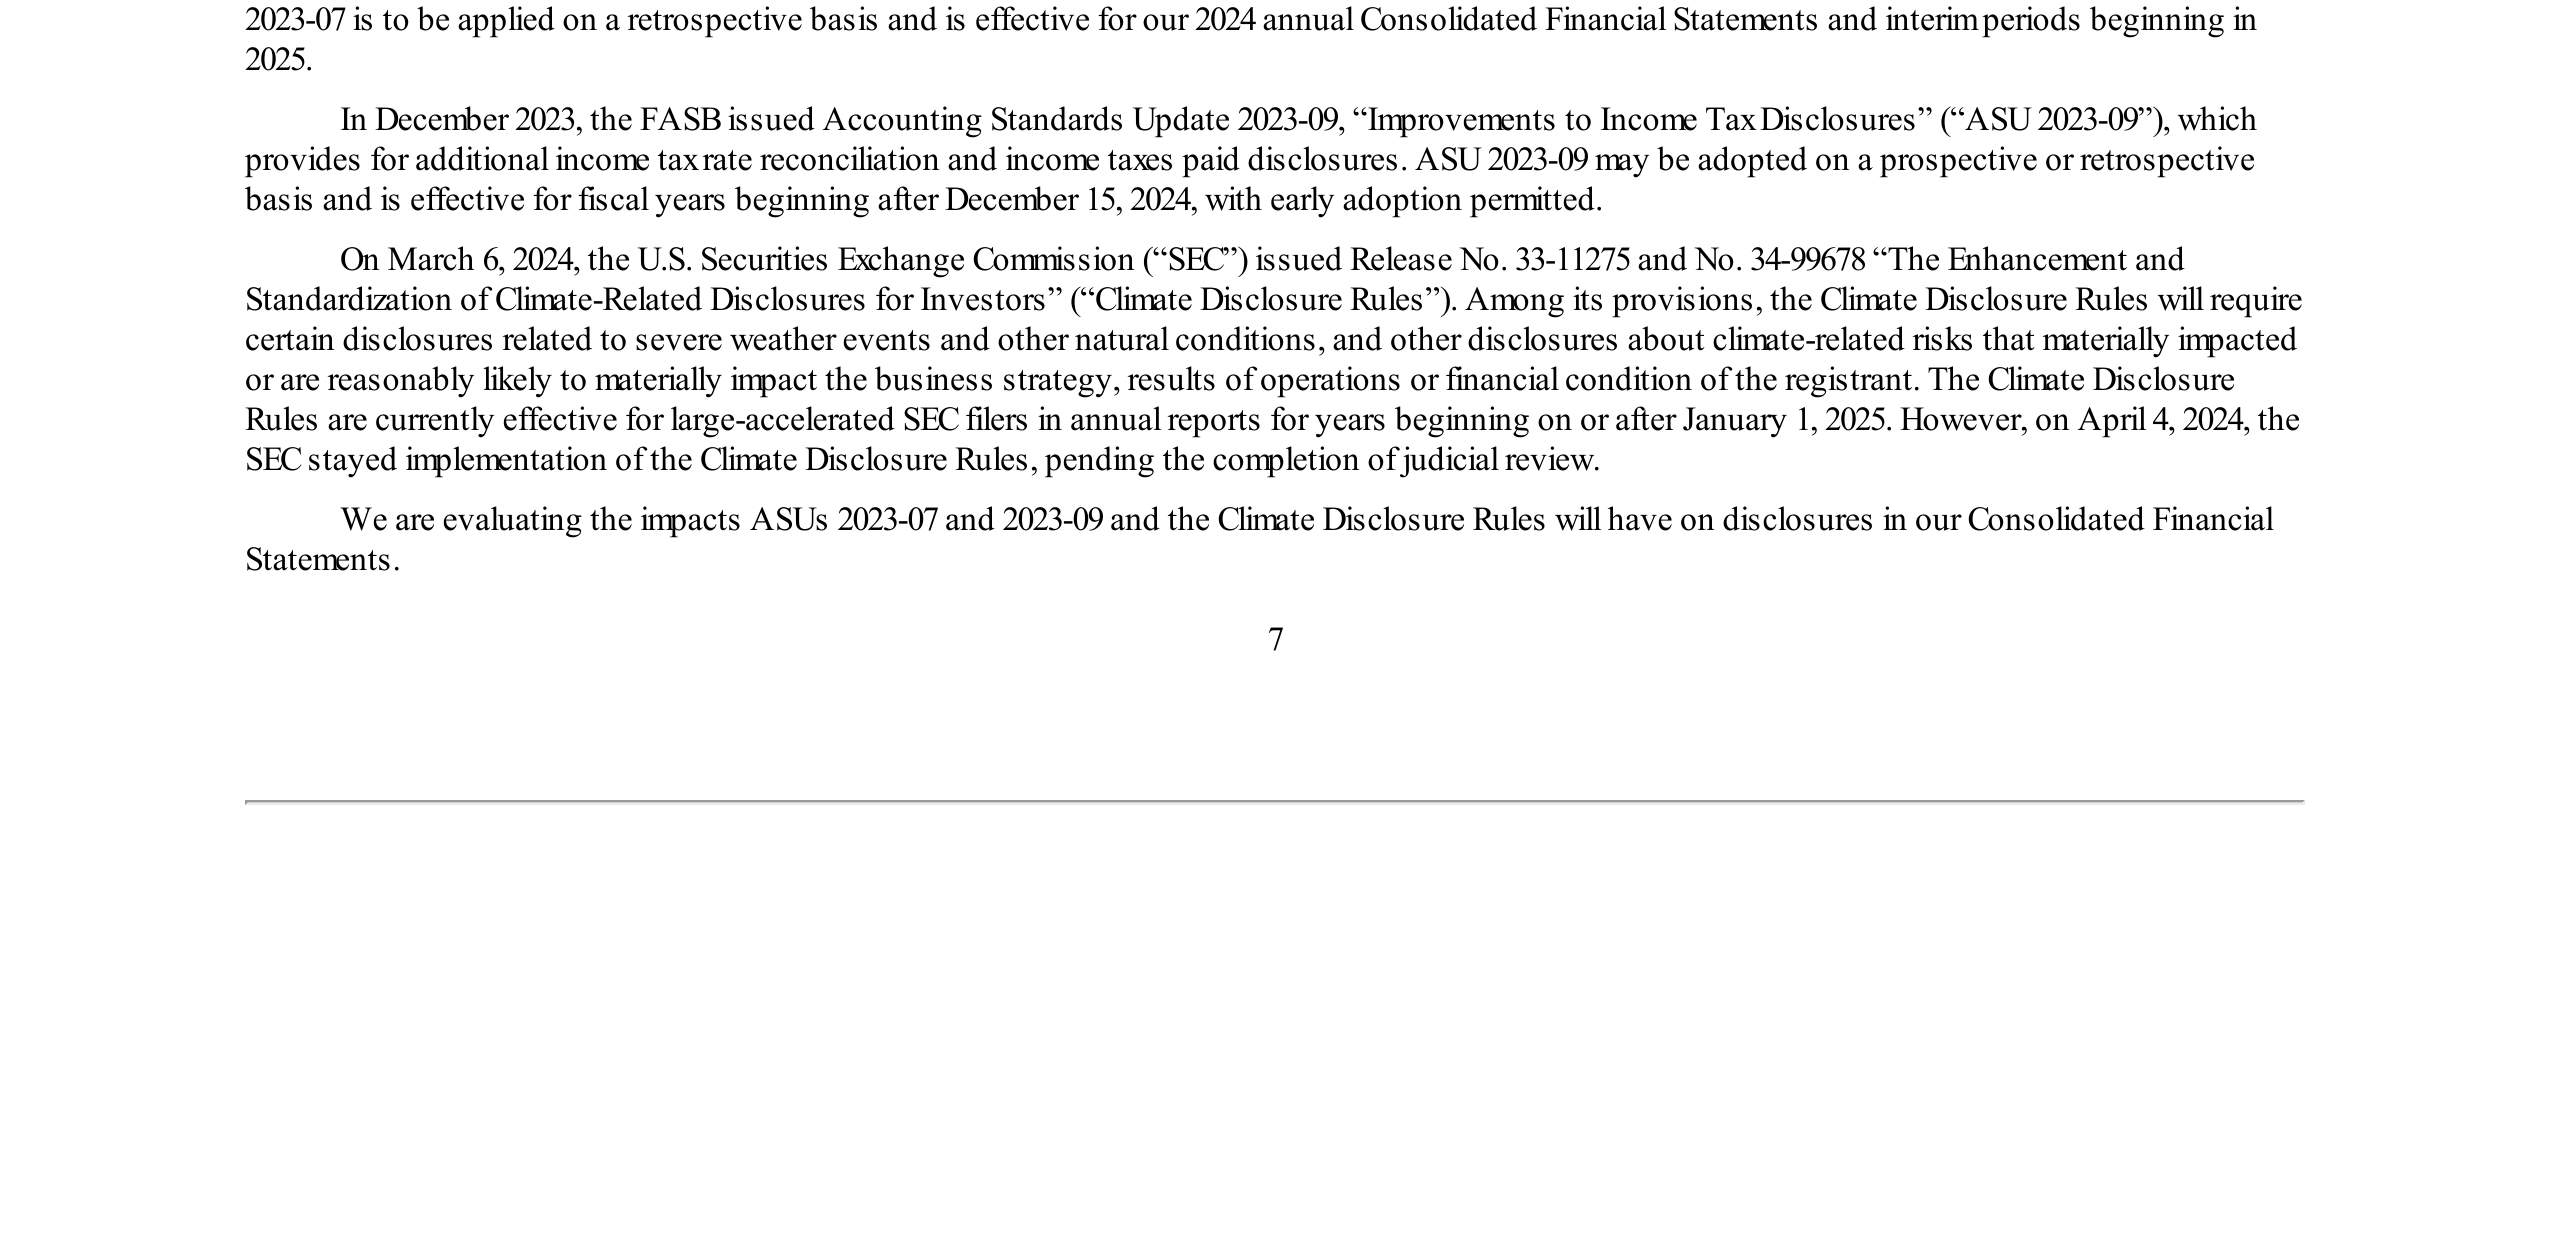 2023-07 is to be applied on a retrospective basis and is effective for our 2024 annual Consolidated Financial Statements and interim periods beginning in
2025.
In December 2023, the FASB issued Accounting Standards Update 2023-09, “Improvements to Income Tax Disclosures” (“ASU 2023-09”), which
provides for additional income tax rate reconciliation and income taxes paid disclosures. ASU 2023-09 may be adopted on a prospective or retrospective
basis and is effective for fiscal years beginning after December 15, 2024, with early adoption permitted.
On March 6, 2024, the U.S. Securities Exchange Commission (“SEC”) issued Release No. 33-11275 and No. 34-99678 “The Enhancement and
Standardization of Climate-Related Disclosures for Investors” (“Climate Disclosure Rules”). Among its provisions, the Climate Disclosure Rules will require
certain disclosures related to severe weather events and other natural conditions, and other disclosures about climate-related risks that materially impacted
or are reasonably likely to materially impact the business strategy, results of operations or financial condition of the registrant. The Climate Disclosure
Rules are currently effective for large-accelerated SEC filers in annual reports for years beginning on or after January 1, 2025. However, on April 4, 2024, the
SEC stayed implementation of the Climate Disclosure Rules, pending the completion of judicial review.
We are evaluating the impacts ASUs 2023-07 and 2023-09 and the Climate Disclosure Rules will have on disclosures in our Consolidated Financial
Statements.
7